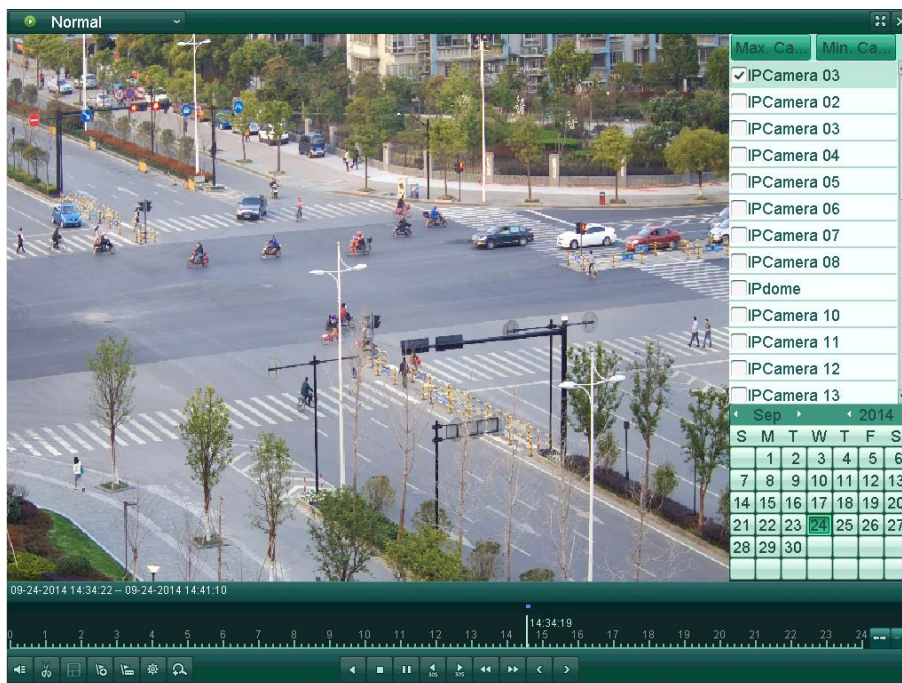 Normal
Max. Ca... Min. Ca...
IPCamera 03
IPCamera 02
IPCamera 03
IPCamera 04
IPCamera 05
IPCamera 06
IPCamera 07
IPCamera 08
IPdome
IPCamera 10
IPCamera 11
IPCamera 12
IPCamera 13
Sep 2014
S M T W T F S
1 2 3 4 5 6
7 8 9 10 11 12 13
14 15 16 17 18 19 20
21 22 23 24 25 26 27
28 29 30
09-24-2014 14:34:22 -- 09-24-2014 14:41:10
14:34:19
0 1 2 3 4 5 6 7 8 9 10 11 12 13 14 15 16 17 18 19 20 21 22 23 24
30s 30s